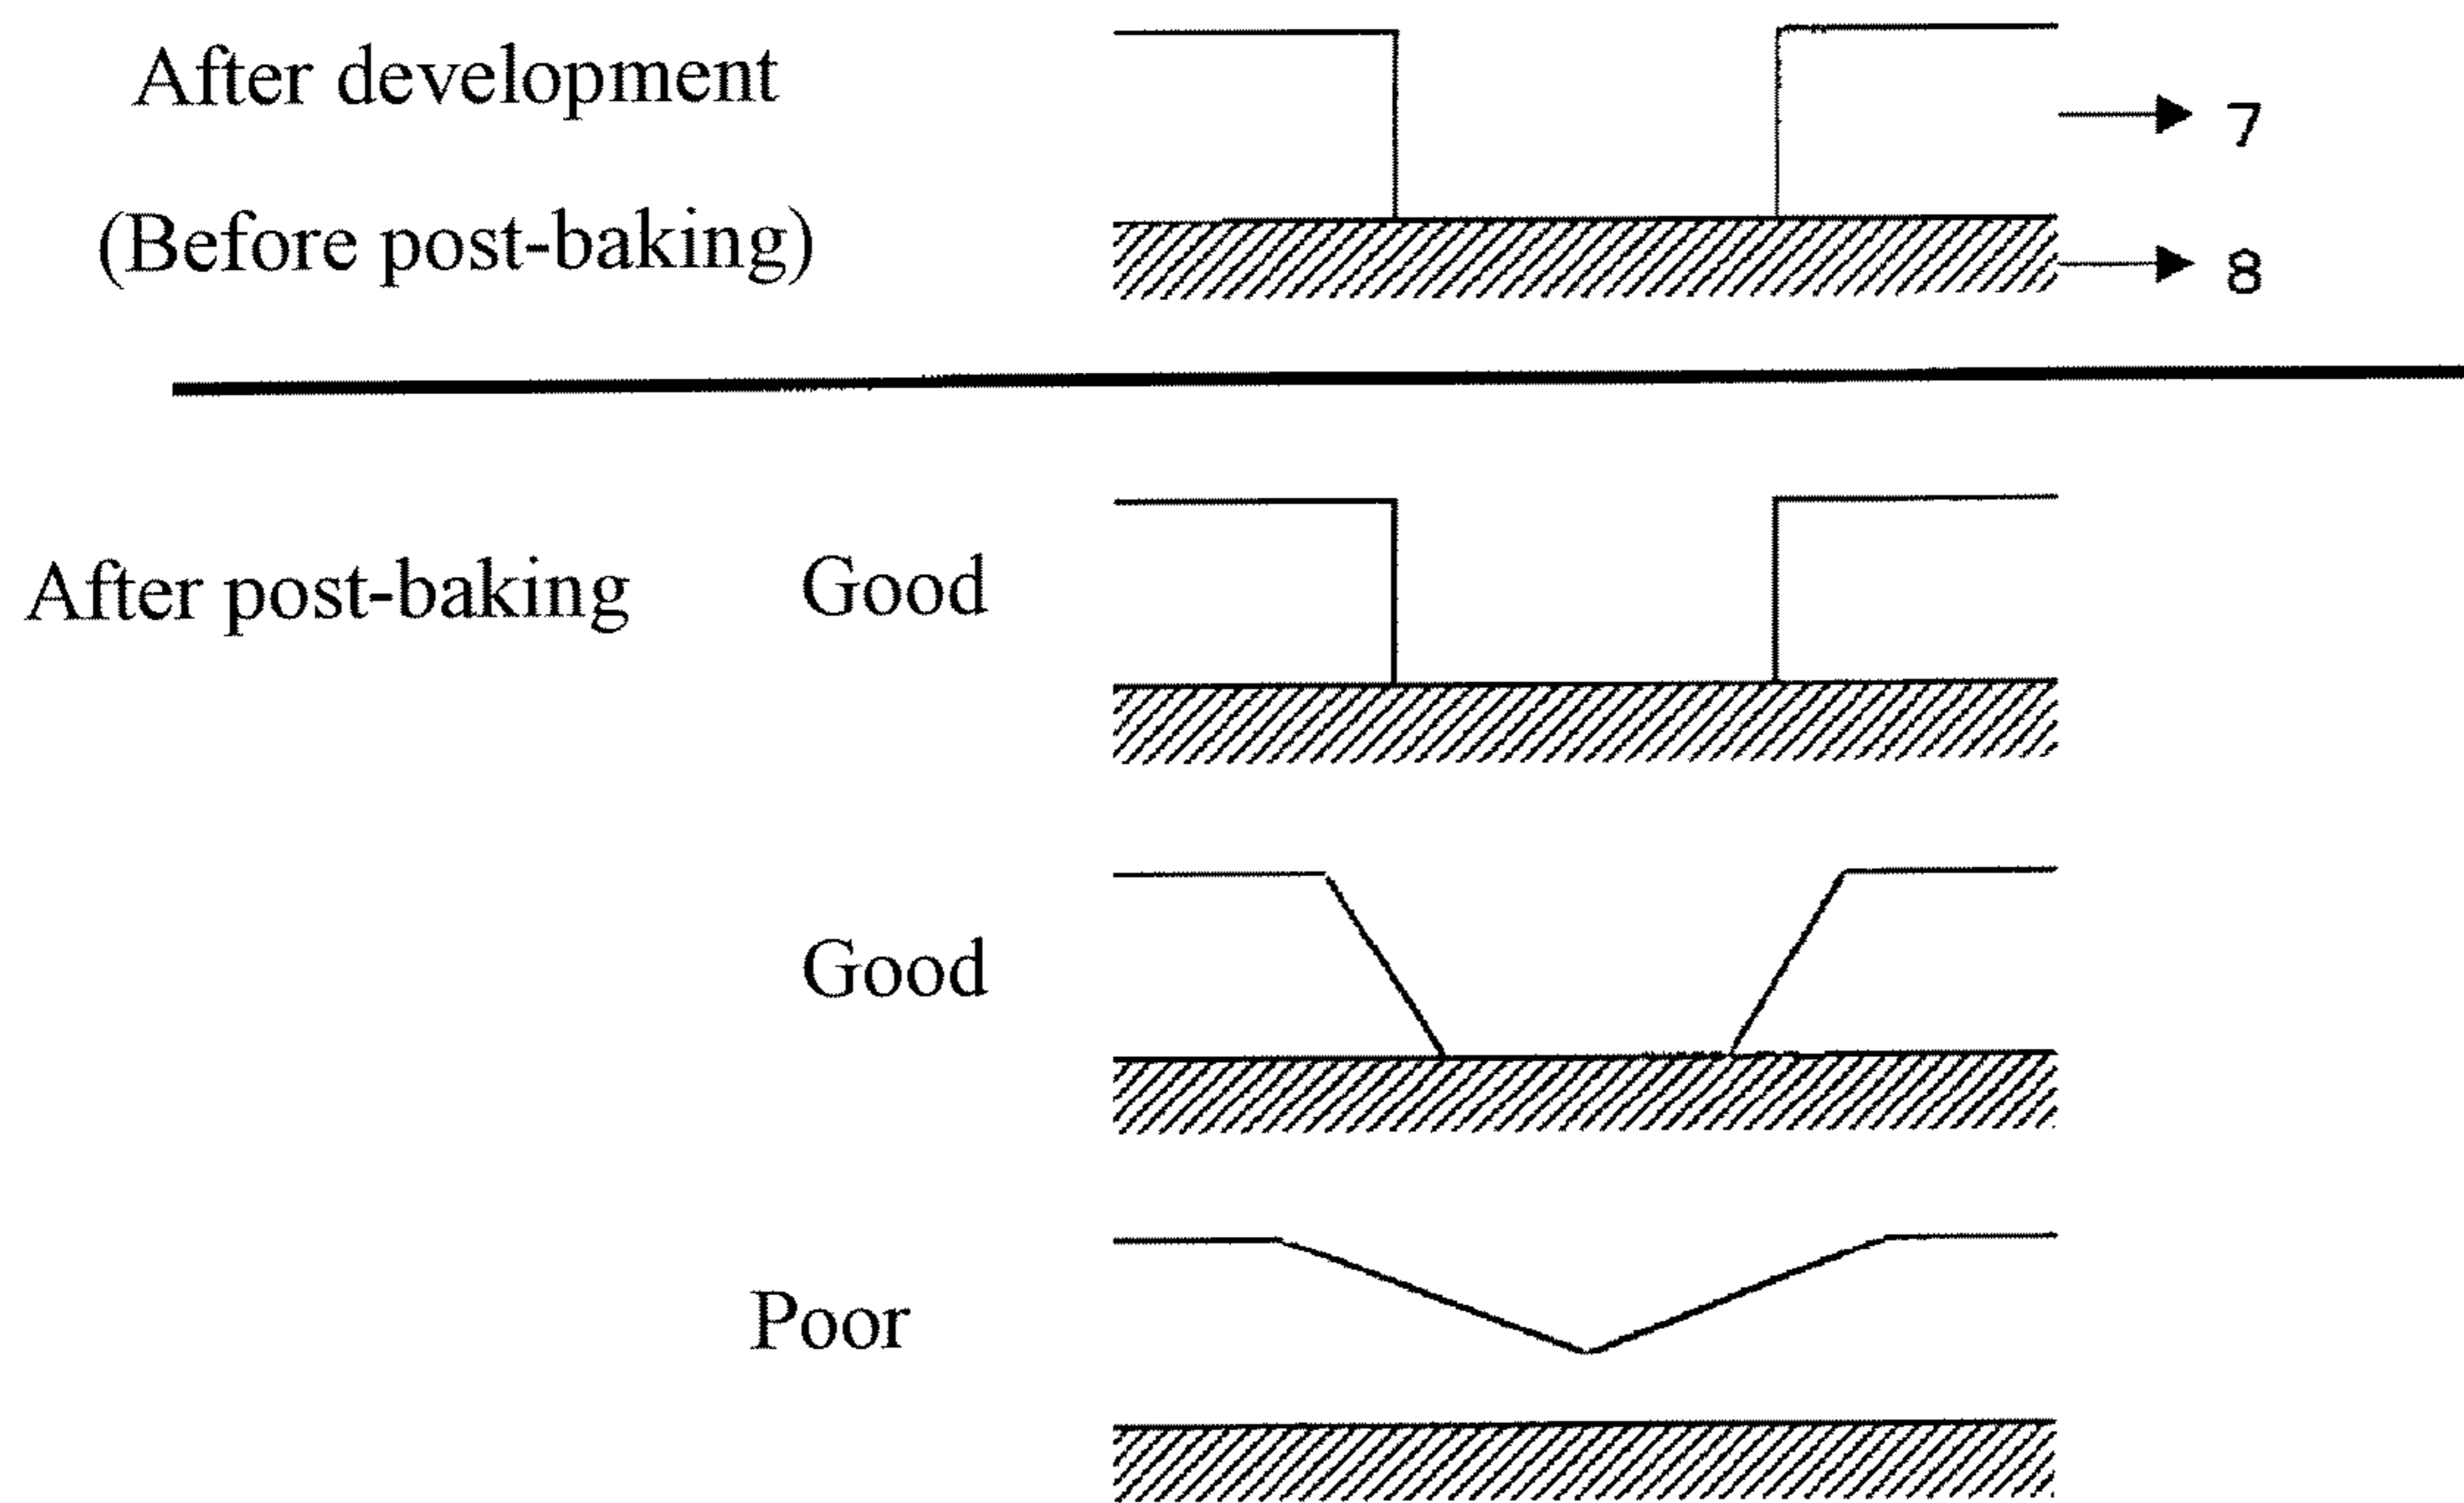 After development
(Before post-baking)
7
8
After post-baking
Good
Good
Poor